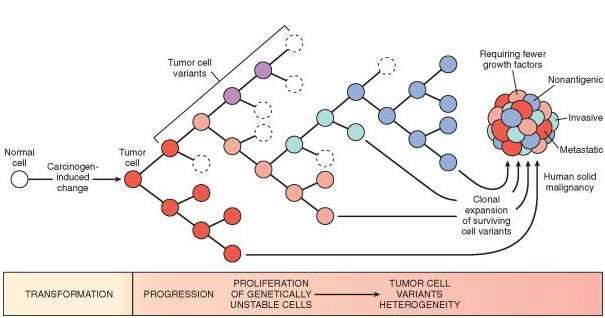 Tumor cell
variants
Requiring fewer
growth factors
Nonantigenic
Invasive
Metastatic
Human solid
malignancy
Normal
cell
Carcinogen-
induced
change
Tumor
cell
Clonal
expansion
of surviving
cell variants
TRANSFORMATION
PROGRESSION
PROLIFERATION
OF GENETICALLY
UNSTABLE CELLS
TUMOR CELL
VARIANTS
HETEROGENEITY